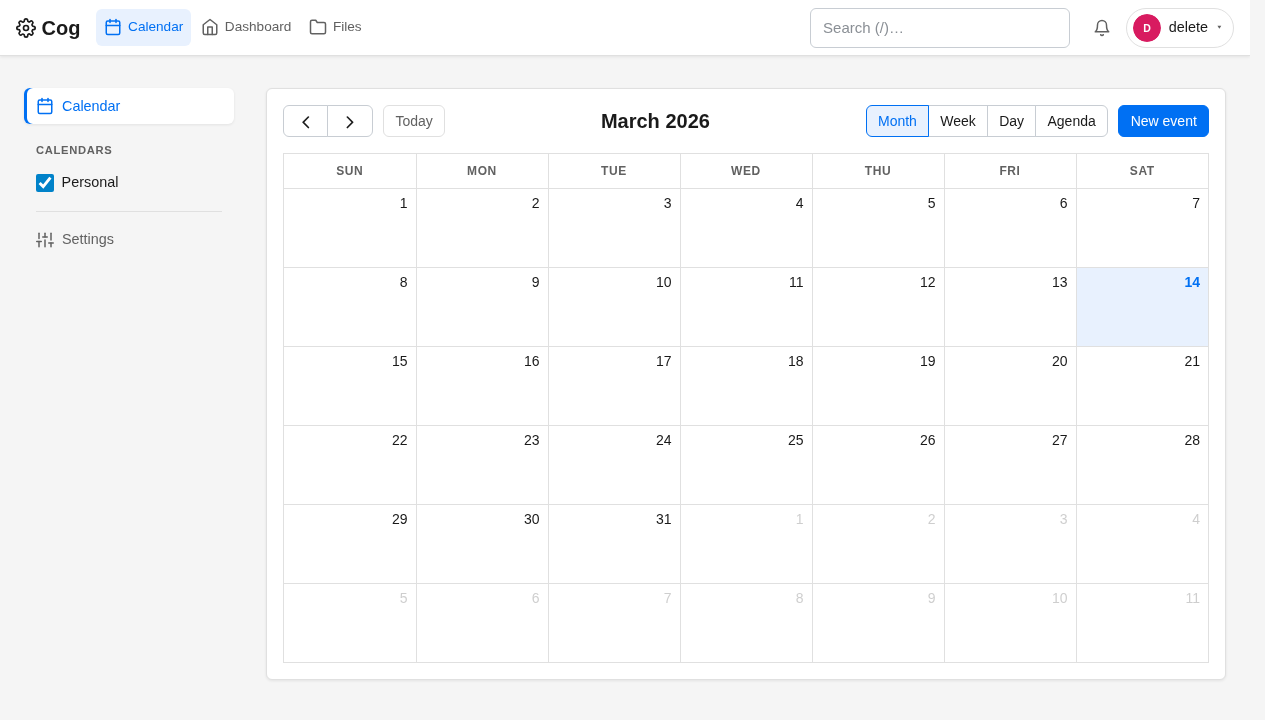 Cog
Calendar
Dashboard
Files
Search (/)…
D
delete
Calendar
CALENDARS
Personal
Settings
Today
March 2026
Month
Week
Day
Agenda
New event
SUN MON TUE WED THU FRI SAT
1 2 3 4 5 6 7
8 9 10 11 12 13 14
15 16 17 18 19 20 21
22 23 24 25 26 27 28
29 30 31 1 2 3 4
5 6 7 8 9 10 11